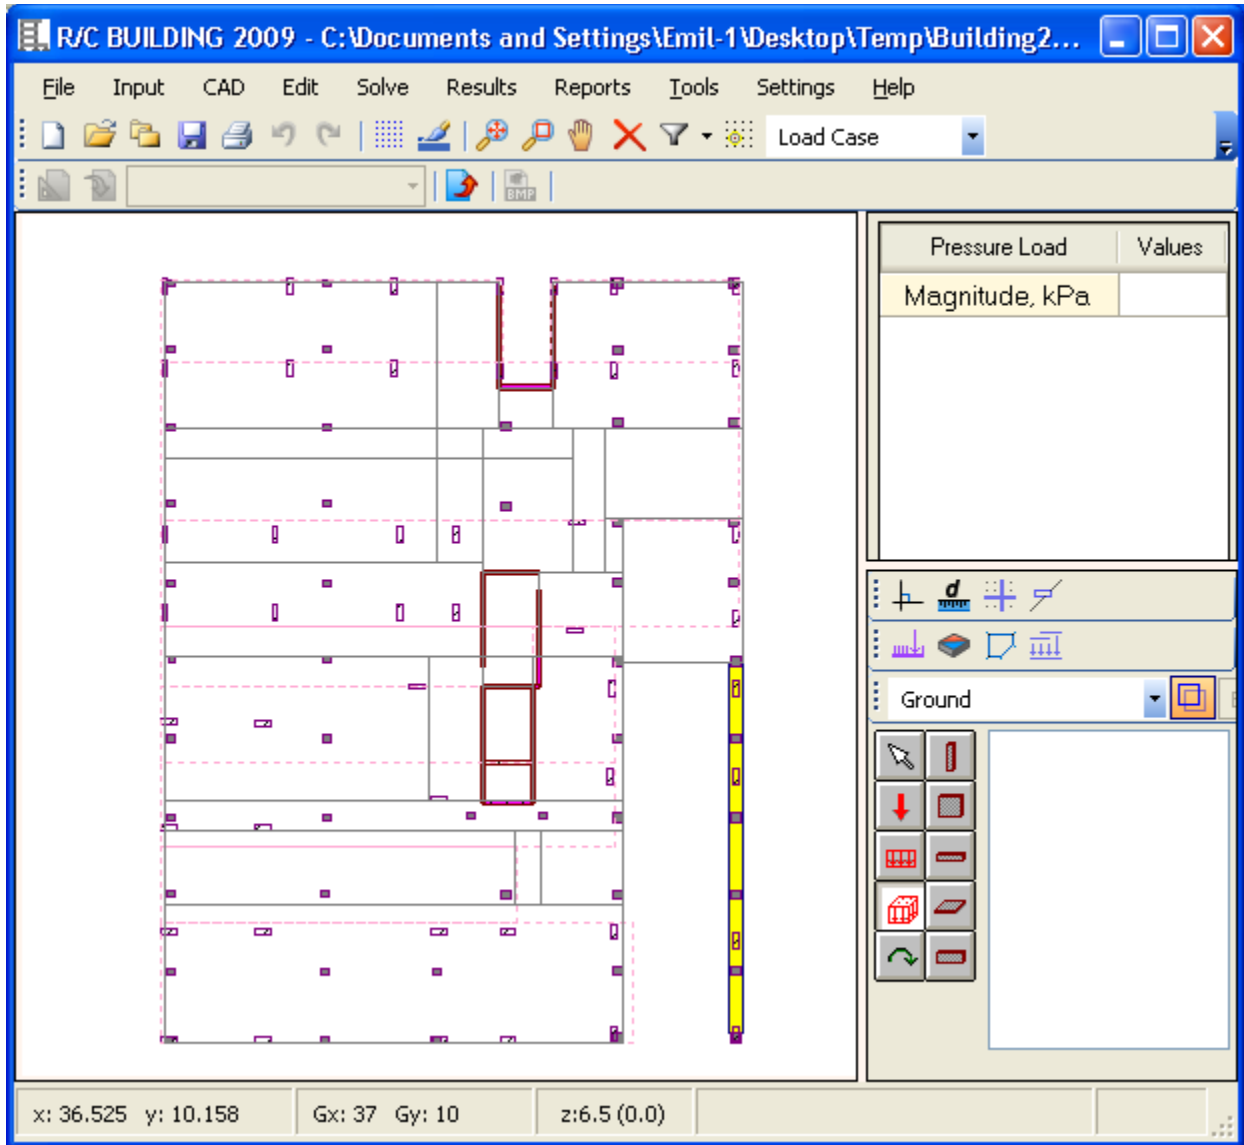 R/C BUILDING 2009 - C:\Documents and Settings\Emil-1\Desktop\Temp\Building2...
File Input CAD Edit Solve Results Reports Tools Settings Help
Load Case
BMP
Pressure Load Values
Magnitude, kPa
d
Ground
x: 36.525 y: 10.158 Gx: 37 Gy: 10 z:6.5 (0.0)